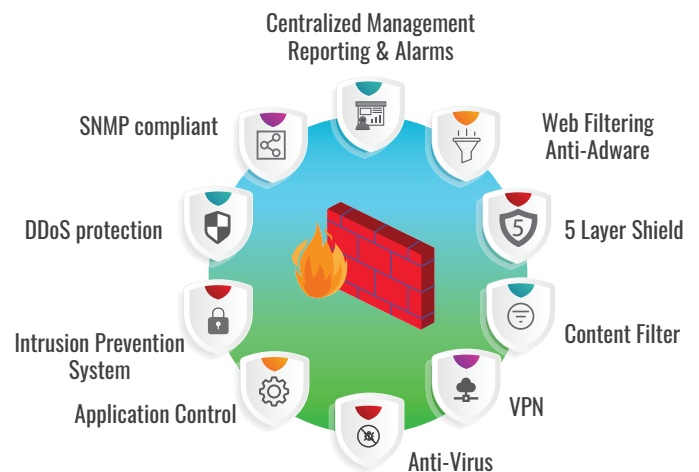 Centralized Management
Reporting & Alarms
SNMP compliant
Web Filtering
Anti-Adware
DDoS protection
5
5 Layer Shield
Intrusion Prevention
System
Content Filter
Application Control
VPN
Anti-Virus